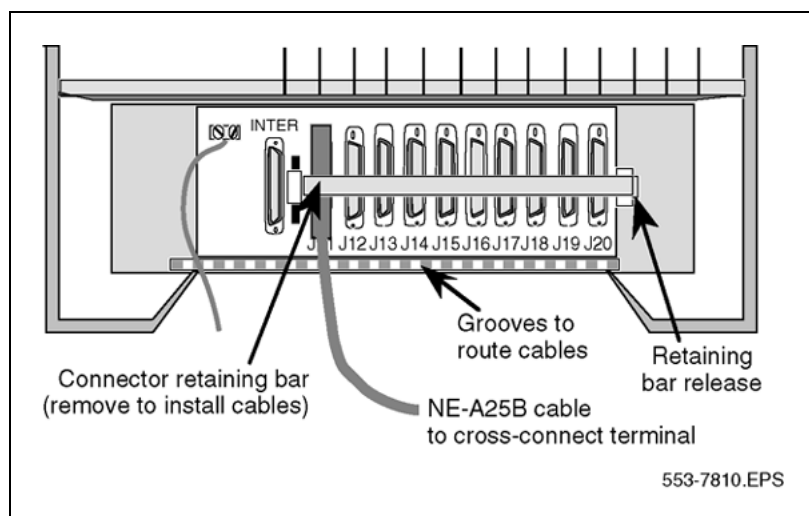 INTER
J 1 J12 J13 J14 J15 J16 J17 J18 J19 J20
Grooves to
route cables
Retaining
bar release
Connector retaining bar
(remove to install cables)
NE-A25B cable
to cross-connect terminal
553-7810.EPS